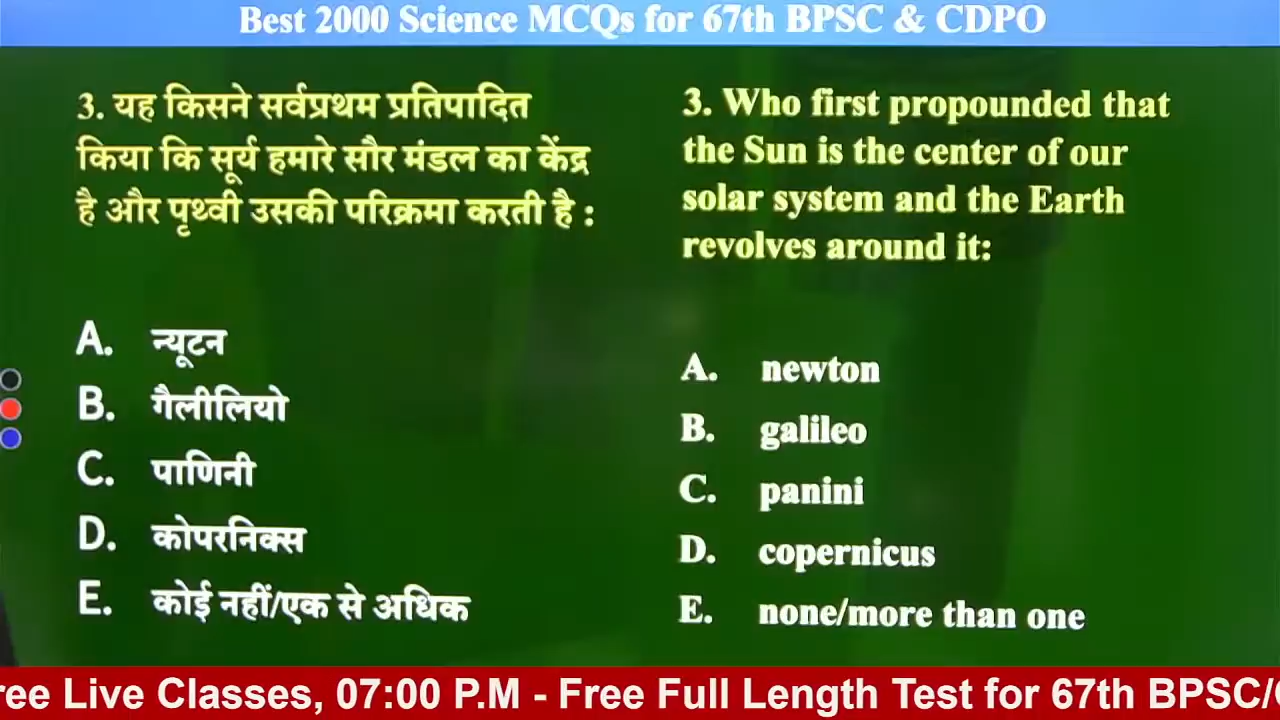 Best 2000 Science MCQs for 67th BPSC & CDPO
3. यह किसने सर्वप्रथम प्रतिपादित
किया कि सूर्य हमारे सौर मंडल का केंद्र
है और पृथ्वी उसकी परिक्रमा करती है :
A. न्यूटन
B. गैलीलियो
C. पाणिनी
D. कोपरनिक्स
E. कोई नहीं/एक से अधिक
3. Who first propounded that
the Sun is the center of our
solar system and the Earth
revolves around it:
A. newton
B. galileo
C. panini
D. copernicus
E. none/more than one
ree Live Classes, 07:00 P.M - Free Full Length Test for 67th BPSC/